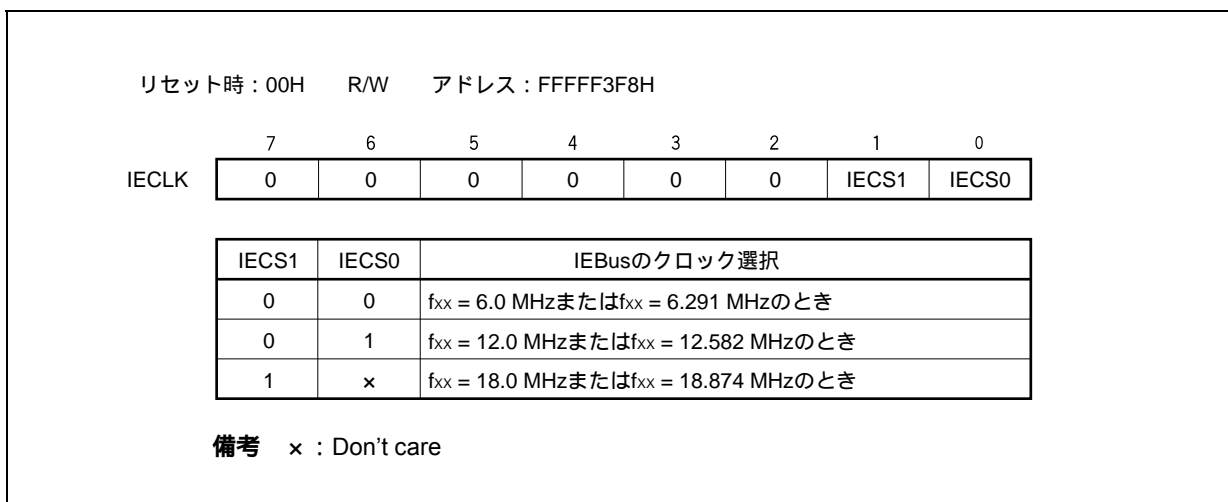 リセット時：00H R/W アドレス：FFFFF3F8H
7 6 5 4 3 2 1 0
IECLK 0 0 0 0 0 0 IECS1 IECS0
IECS1 IECS0 IEBusのクロック選択
0 0 fxx = 6.0 MHzまたはfxx = 6.291 MHzのとき
0 1 fxx = 12.0 MHzまたはfxx = 12.582 MHzのとき
1 × fxx = 18.0 MHzまたはfxx = 18.874 MHzのとき
備考 ×：Don't care